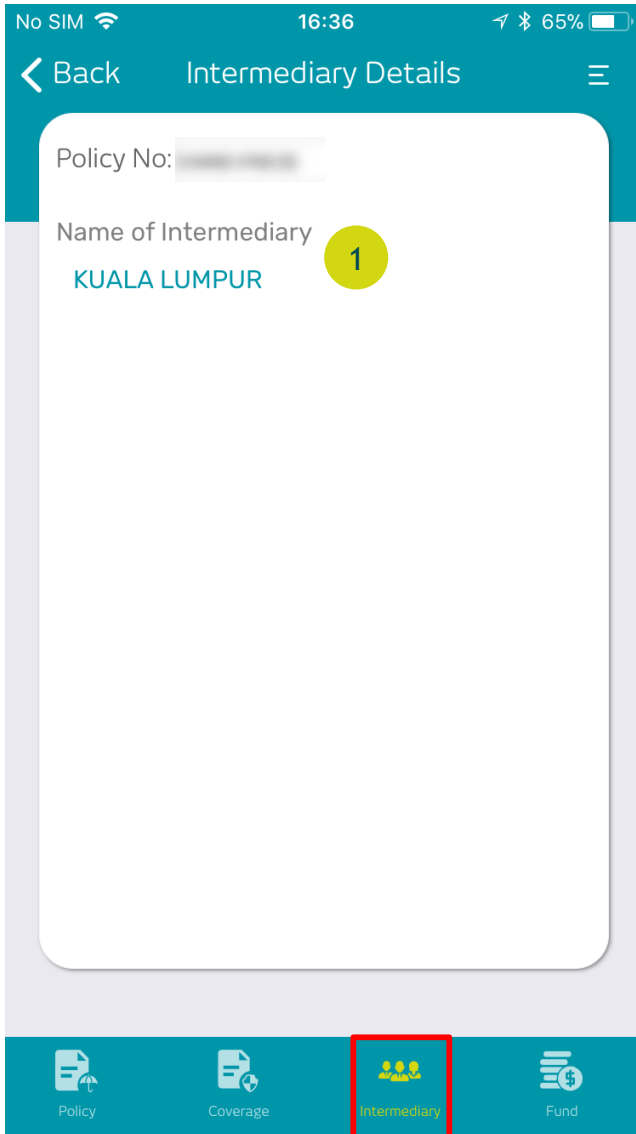 No SIM 16:36 65%
Back Intermediary Details
Policy No:
Name of Intermediary
1
KUALA LUMPUR
Policy Coverage Intermediary Fund